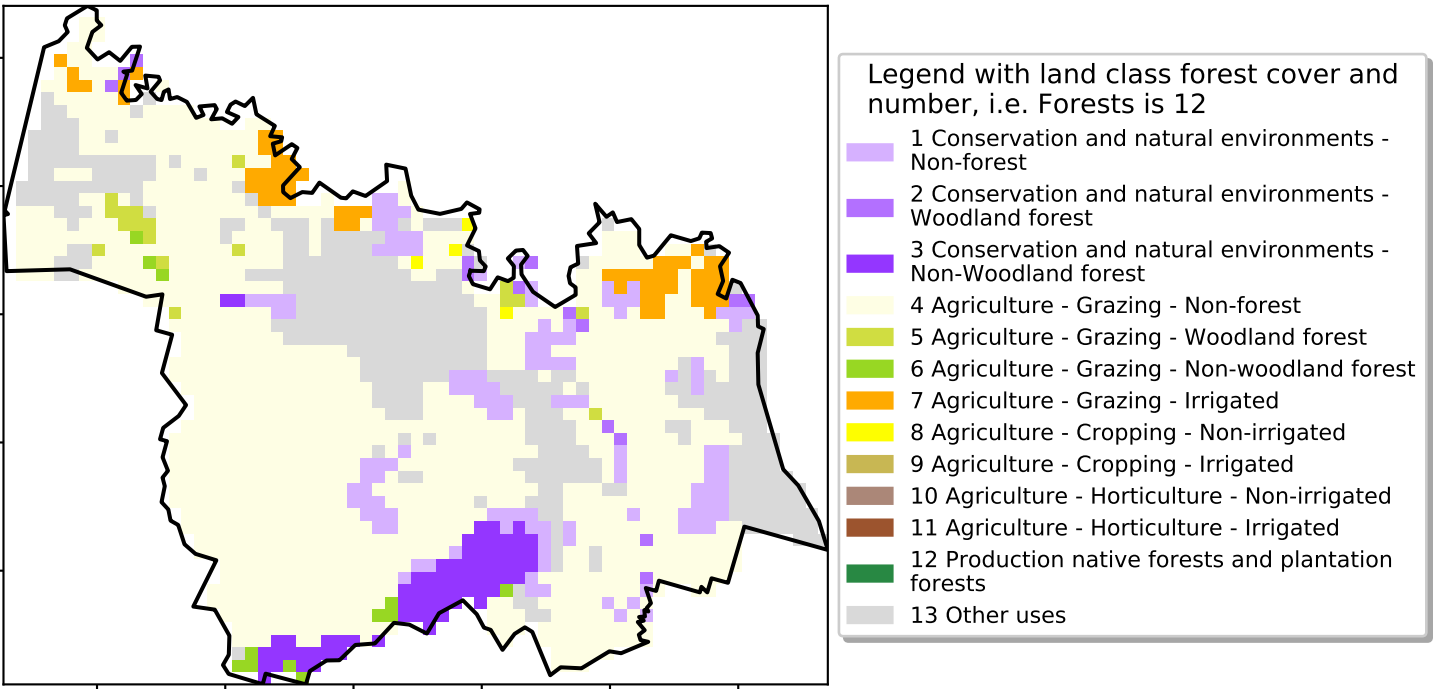 Legend with land class forest cover and
number, i.e. Forests is 12
1 Conservation and natural environments -
Non-forest
2 Conservation and natural environments -
Woodland forest
3 Conservation and natural environments -
Non-Woodland forest
4 Agriculture - Grazing - Non-forest
5 Agriculture - Grazing - Woodland forest
6 Agriculture - Grazing - Non-woodland forest
7 Agriculture - Grazing - Irrigated
8 Agriculture - Cropping - Non-irrigated
9 Agriculture - Cropping - Irrigated
10 Agriculture - Horticulture - Non-irrigated
11 Agriculture - Horticulture - Irrigated
12 Production native forests and plantation
forests
13 Other uses